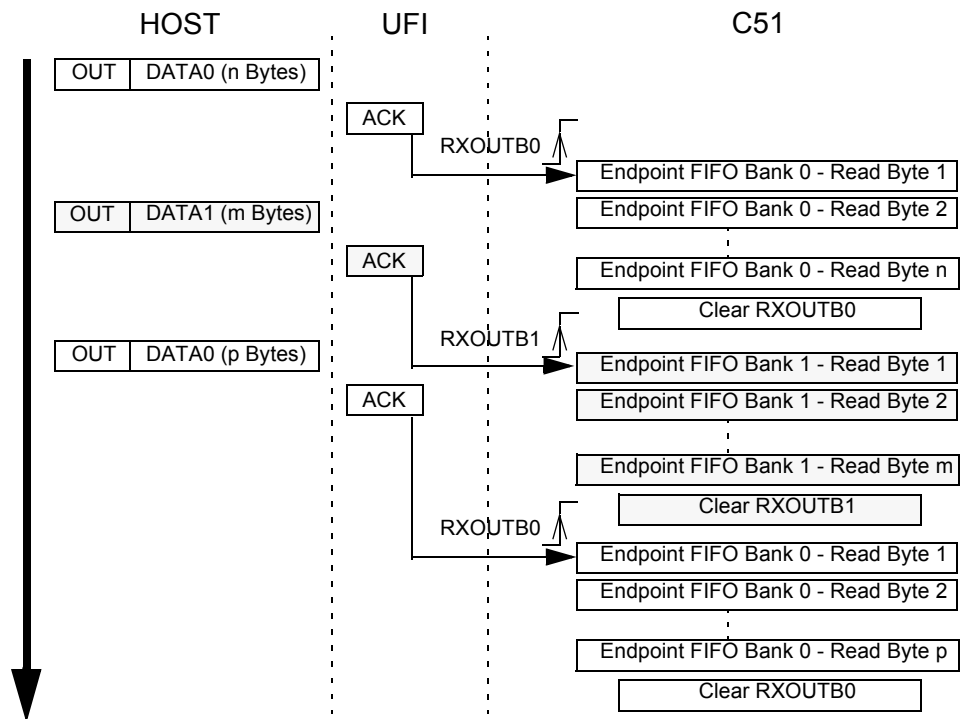 HOST UFI C51
OUT DATA0 (n Bytes)
ACK
RXOUTB0
Endpoint FIFO Bank 0 - Read Byte 1
OUT DATA1 (m Bytes)
Endpoint FIFO Bank 0 - Read Byte 2
ACK
Endpoint FIFO Bank 0 - Read Byte n
Clear RXOUTB0
RXOUTB1
OUT DATA0 (p Bytes)
Endpoint FIFO Bank 1 - Read Byte 1
ACK
Endpoint FIFO Bank 1 - Read Byte 2
Endpoint FIFO Bank 1 - Read Byte m
Clear RXOUTB1
RXOUTB0
Endpoint FIFO Bank 0 - Read Byte 1
Endpoint FIFO Bank 0 - Read Byte 2
Endpoint FIFO Bank 0 - Read Byte p
Clear RXOUTB0